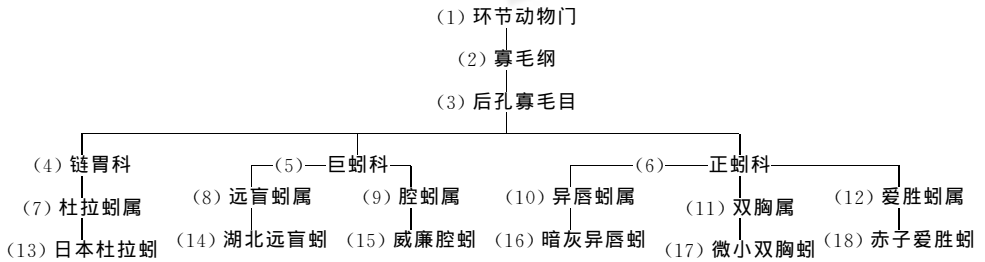 (1) 环节动物门
(2) 寡毛纲
(3) 后孔寡毛目
(4) 链胃科 (5) 巨蚓科 (6) 正蚓科
(7) 杜拉蚓属 (8) 远盲蚓属 (9) 腔蚓属 (10) 异唇蚓属 (11) 双胸属 (12) 爱胜蚓属
(13) 日本杜拉蚓 (14) 湖北远盲蚓 (15) 威廉腔蚓 (16) 暗灰异唇蚓 (17) 微小双胸蚓 (18) 赤子爱胜蚓